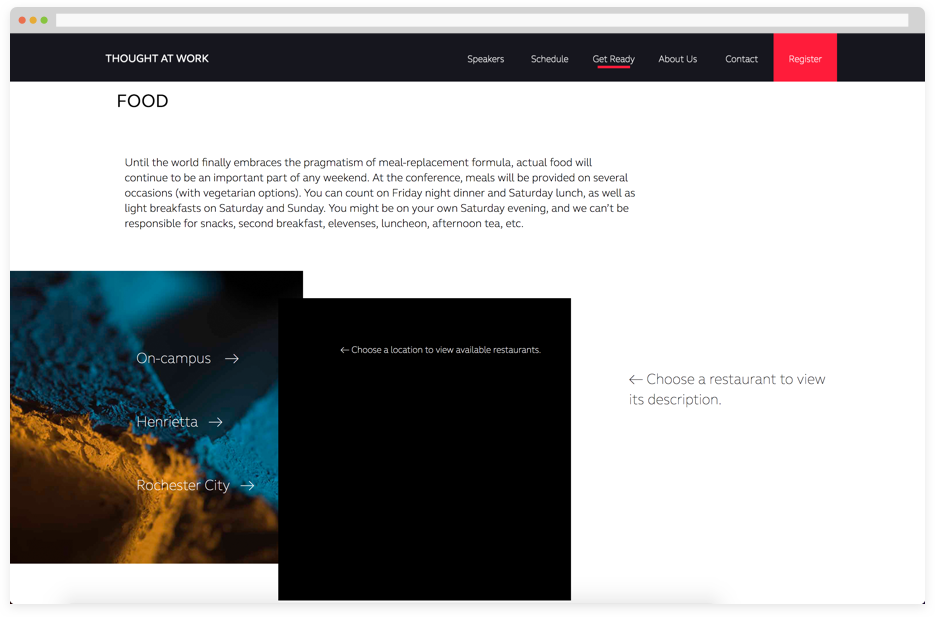 THOUGHT AT WORK
Speakers Schedule Get Ready About Us Contact Register
FOOD
Until the world finally embraces the pragmatism of meal-replacement formula, actual food will
continue to be an important part of any weekend. At the conference, meals will be provided on several
occasions (with vegetarian options). You can count on Friday night dinner and Saturday lunch, as well as
light breakfasts on Saturday and Sunday. You might be on your own Saturday evening, and we can't be
responsible for snacks, second breakfast, elevenses, luncheon, afternoon tea, etc.
On-campus →
Henrietta →
Rochester City →
← Choose a location to view available restaurants.
← Choose a restaurant to view
its description.